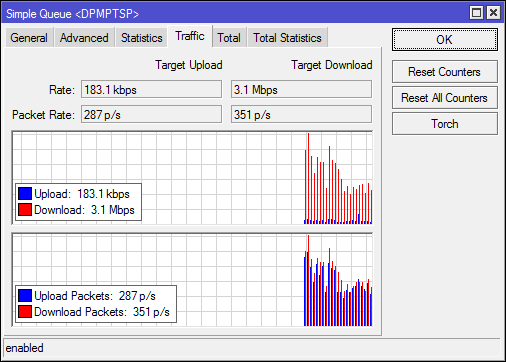 Simple Queue <DPMPTSP>
General Advanced Statistics Traffic Total Total Statistics
OK
Reset Counters
Reset All Counters
Torch
Target Upload Target Download
Rate: 183.1 kbps 3.1 Mbps
Packet Rate: 287 p/s 351 p/s
Upload: 183.1 kbps
Download: 3.1 Mbps
Upload Packets: 287 p/s
Download Packets: 351 p/s
enabled